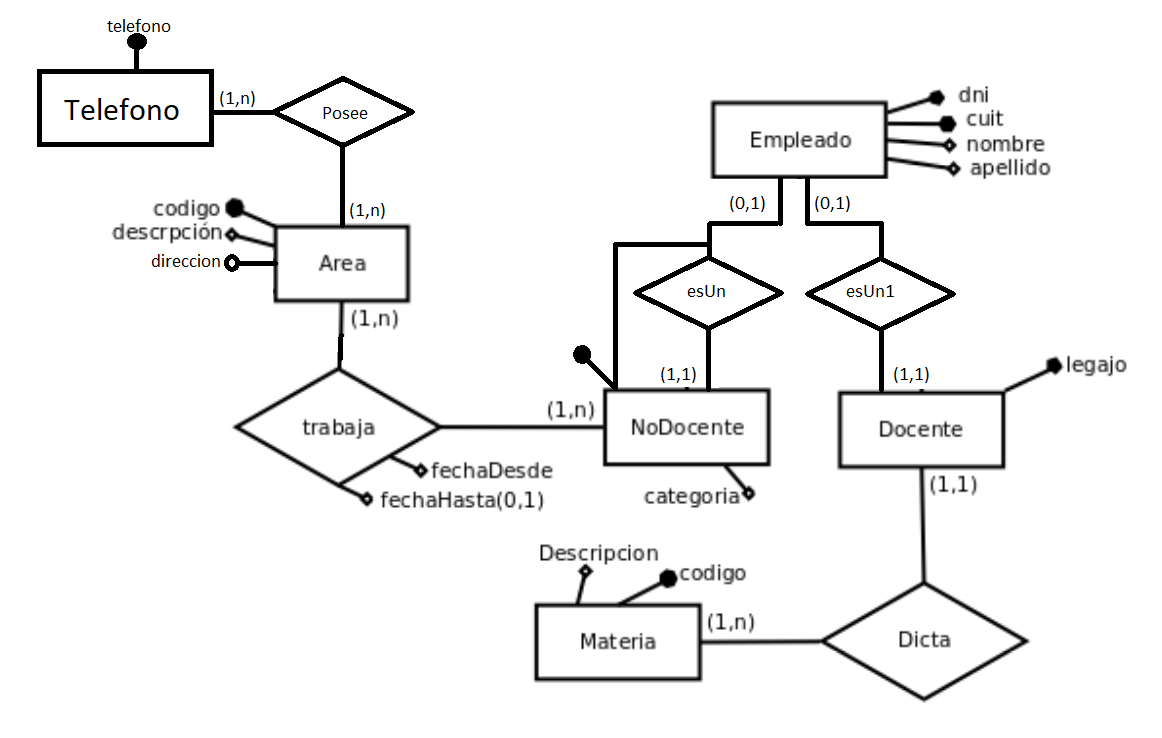 telefono
Telefono
(1,n)
Posee
(1,n)
codigo
descrpción
direccion
Area
(1,n)
Empleado
dni
cuit
nombre
apellido
(0,1)
(0,1)
esUn
esUn1
(1,1)
(1,1)
legajo
trabaja
(1,n)
NoDocente
Docente
fechaDesde
fechaHasta(0,1)
categoria
(1,1)
Descripcion
codigo
Materia
(1,n)
Dicta